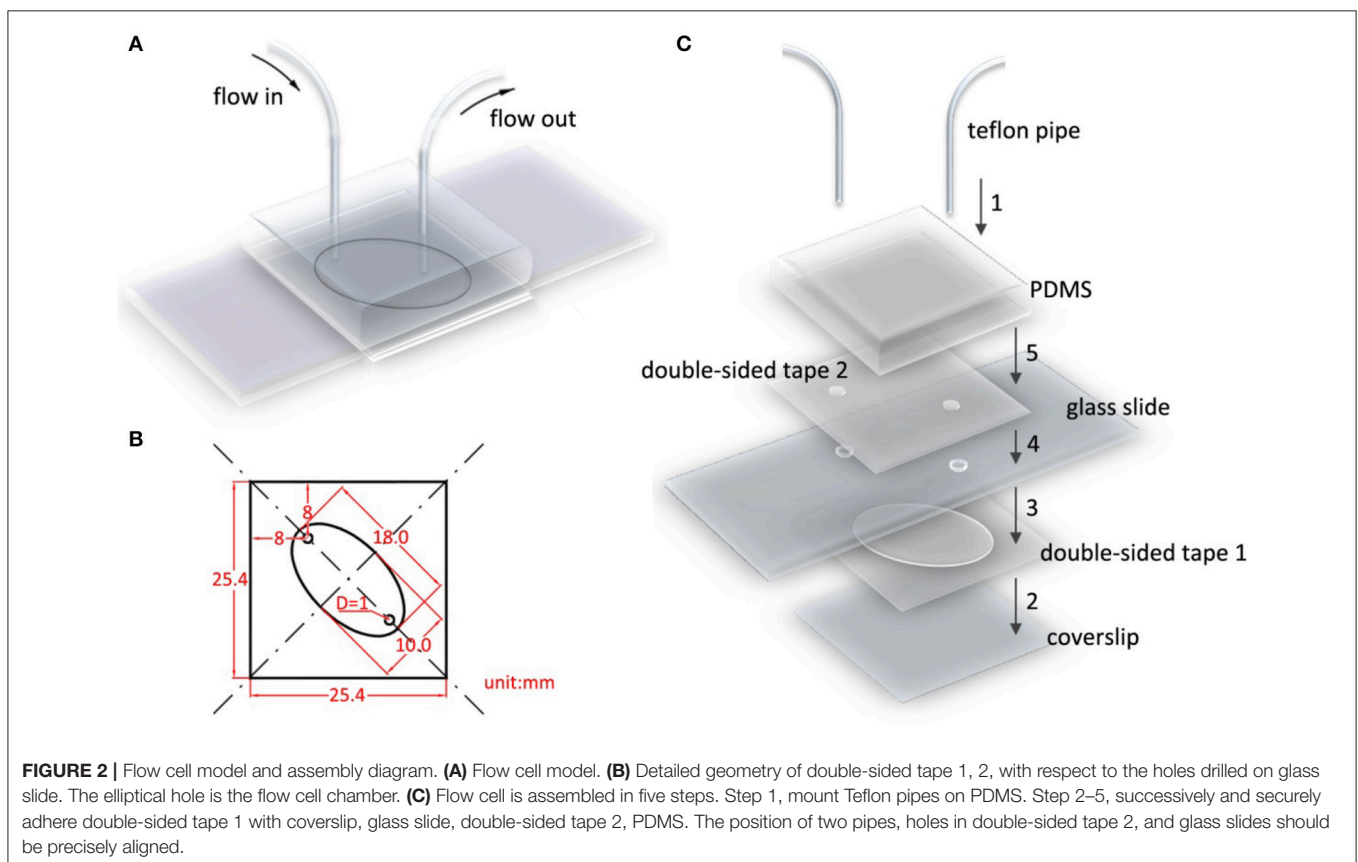 A
flow in
flow out
B
8
8
18.0
25.4
D=1
10.0
25.4
unit:mm
C
teflon pipe
1
PDMS
5
double-sided tape 2
glass slide
4
3
double-sided tape 1
2
coverslip
FIGURE 2 | Flow cell model and assembly diagram. (A) Flow cell model. (B) Detailed geometry of double-sided tape 1, 2, with respect to the holes drilled on glass
slide. The elliptical hole is the flow cell chamber. (C) Flow cell is assembled in five steps. Step 1, mount Teflon pipes on PDMS. Step 2–5, successively and securely
adhere double-sided tape 1 with coverslip, glass slide, double-sided tape 2, PDMS. The position of two pipes, holes in double-sided tape 2, and glass slides should
be precisely aligned.